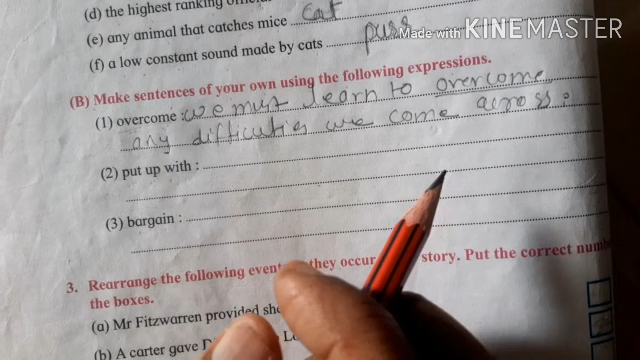 (d) the highest ranking
(e) any animal that catches mice cat
(f) a low constant sound made by cats purr
Made with KINEMASTER
(B) Make sentences of your own using the following expressions.
(1) overcome : we must learn to overcome
any difficulties we come across.
(2) put up with :
(3) bargain :
3. Rearrange the following they occur story. Put the correct
the boxes.
(a) Mr Fitzwarren provided
(b) A carter gave